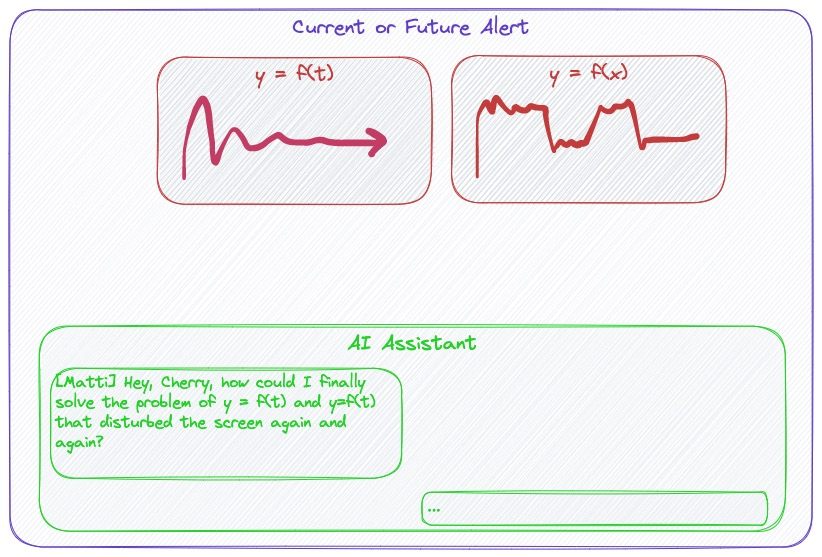 Current or Future Alert
y = f(t)
y = f(x)
AI Assistant
[Matti] Hey, Cherry, how could I finally
solve the problem of y = f(t) and y=f(t)
that disturbed the screen again and
again?
...